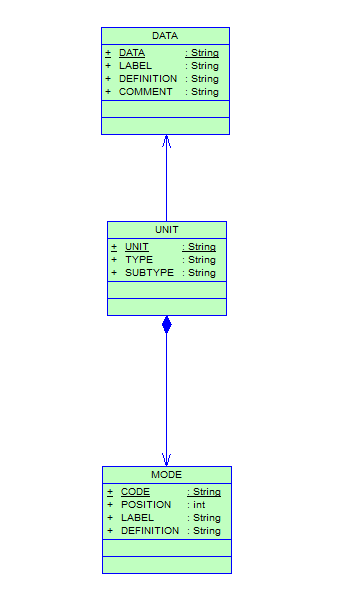 DATA
+ DATA : String
+ LABEL : String
+ DEFINITION : String
+ COMMENT : String
UNIT
+ UNIT : String
+ TYPE : String
+ SUBTYPE : String
MODE
+ CODE : String
+ POSITION : int
+ LABEL : String
+ DEFINITION : String